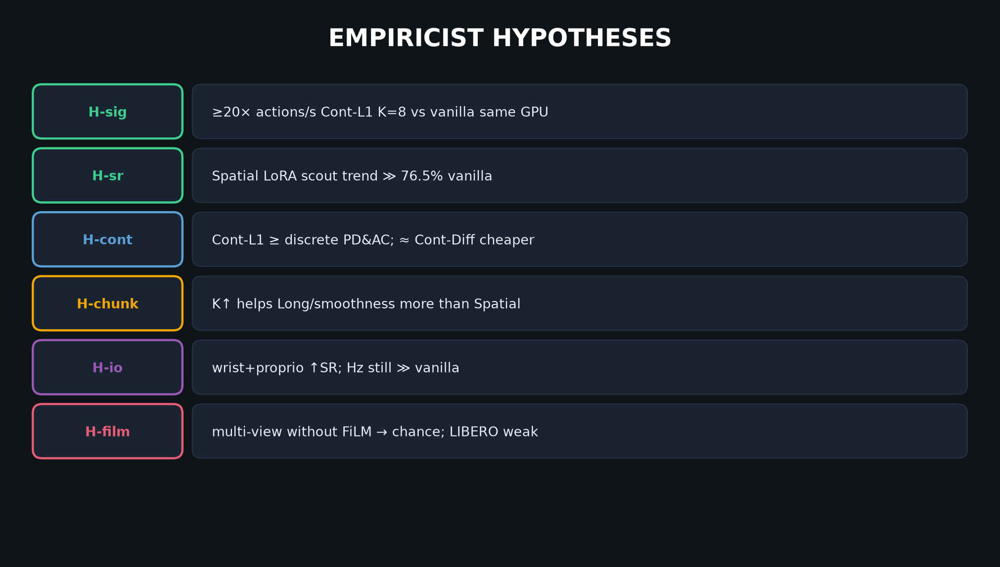 EMPIRICIST HYPOTHESES
H-sig
≥20× actions/s Cont-L1 K=8 vs vanilla same GPU
H-sr
Spatial LoRA scout trend ≫ 76.5% vanilla
H-cont
Cont-L1 ≥ discrete PD&AC; ≈ Cont-Diff cheaper
H-chunk
K↑ helps Long/smoothness more than Spatial
H-io
wrist+proprio ↑SR; Hz still ≫ vanilla
H-film
multi-view without FiLM → chance; LIBERO weak